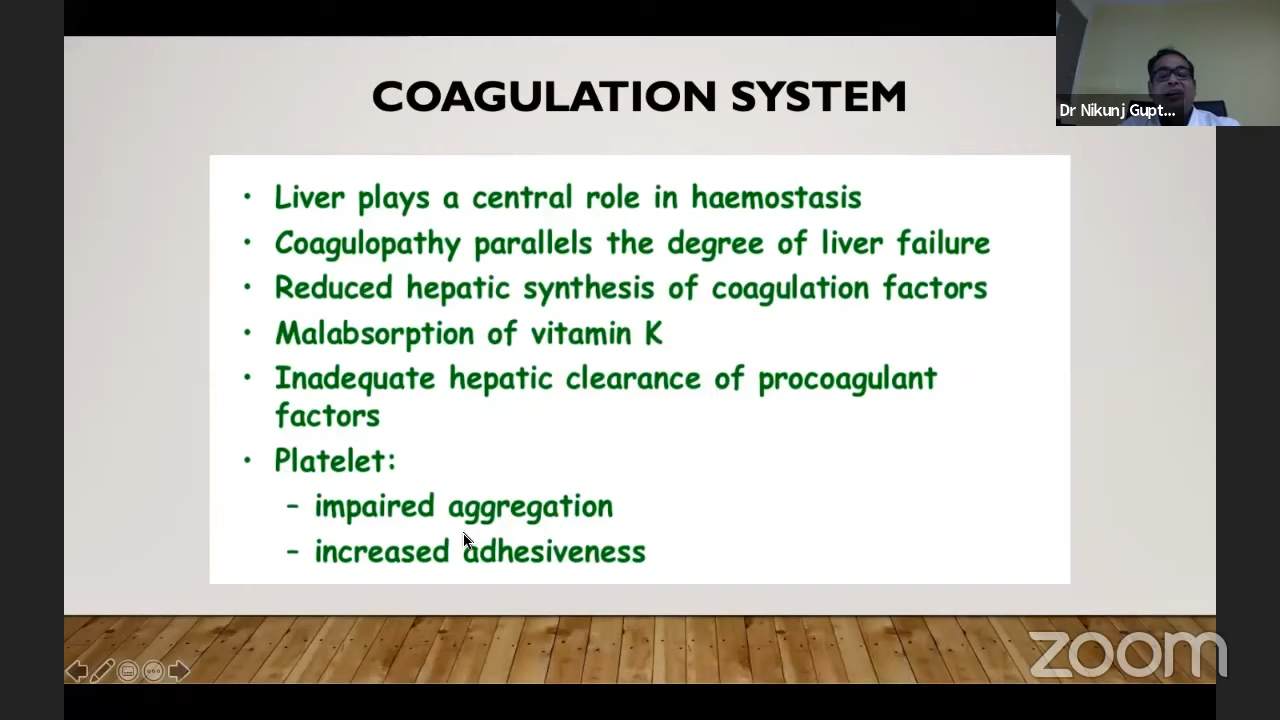 COAGULATION SYSTEM
Dr Nikunj Gupt...
• Liver plays a central role in haemostasis
• Coagulopathy parallels the degree of liver failure
• Reduced hepatic synthesis of coagulation factors
• Malabsorption of vitamin K
• Inadequate hepatic clearance of procoagulant
factors
• Platelet:
– impaired aggregation
– increased adhesiveness
zoom